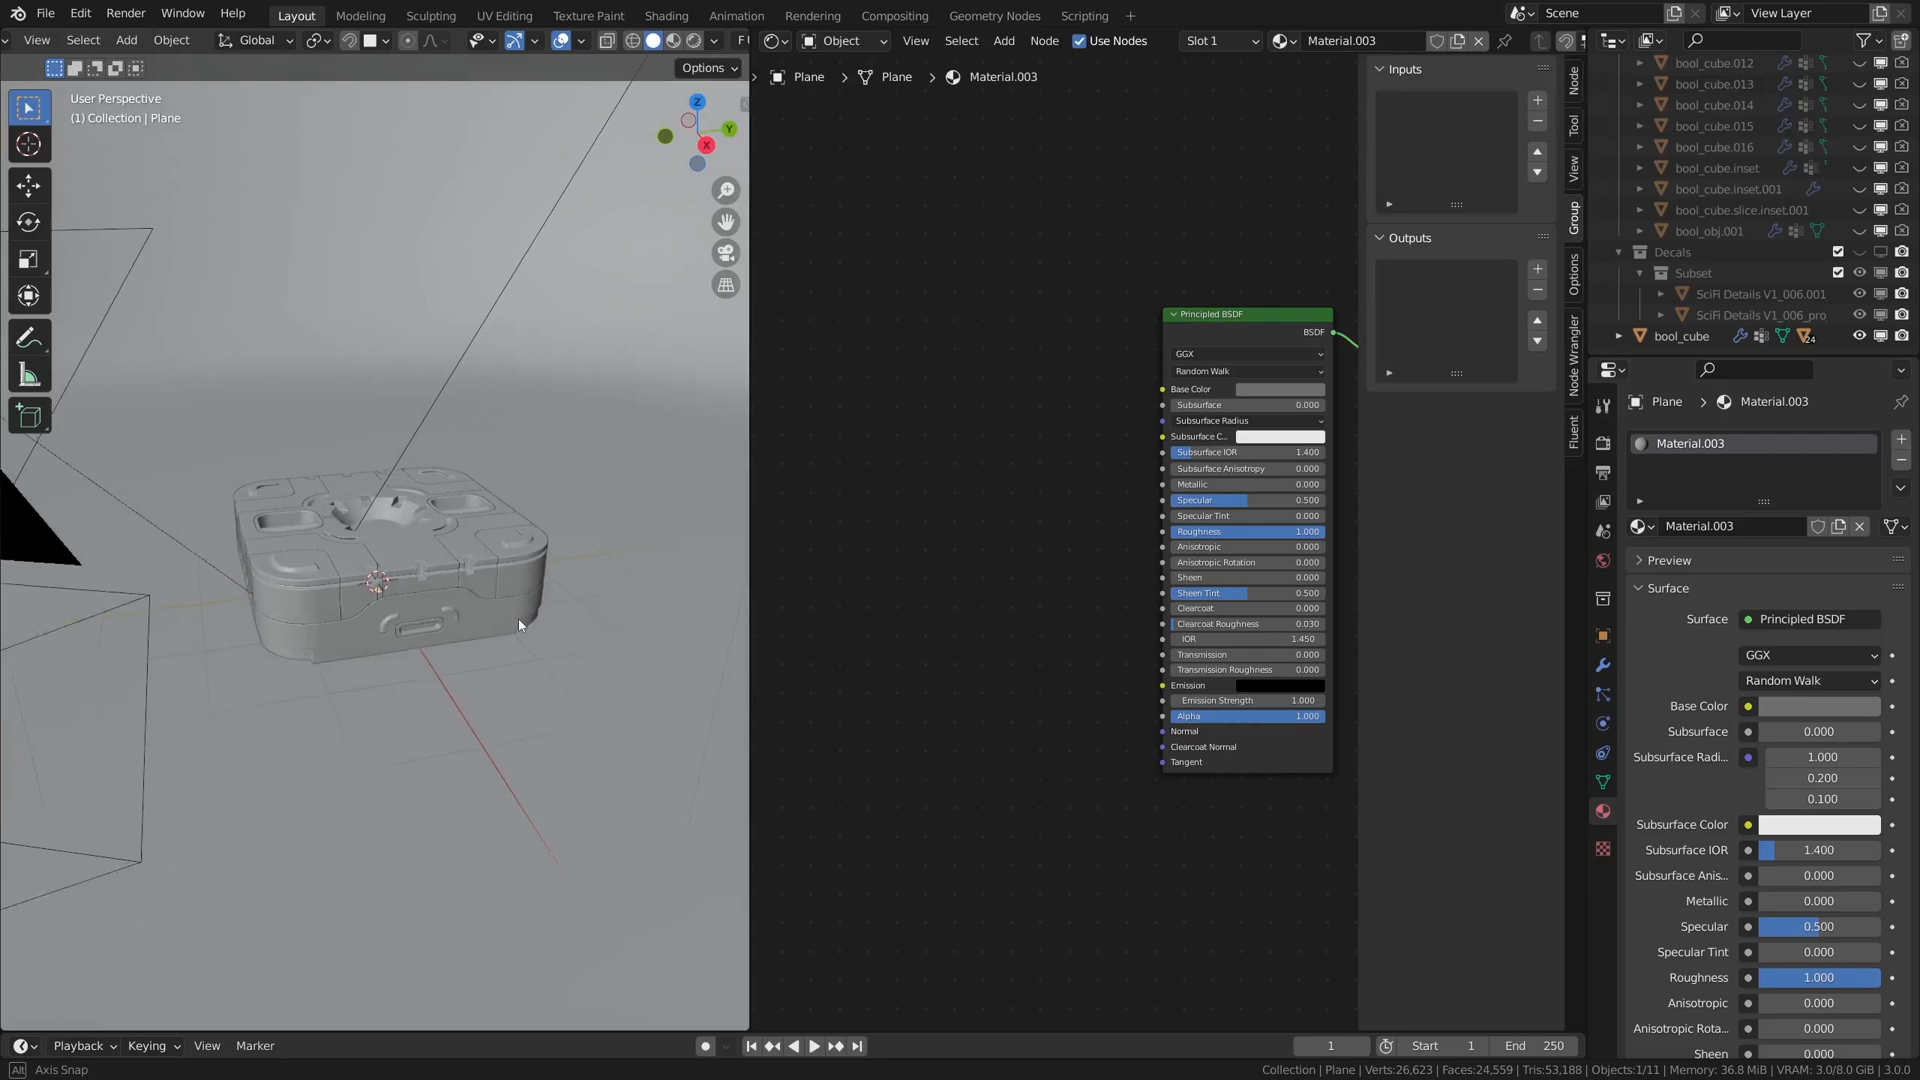 File Edit Render Window Help Layout Modeling Sculpting UV Editing Texture Paint Shading Animation Rendering Compositing Geometry Nodes Scripting + Scene View Layer
View Select Add Object Global
Object View Select Add Node Use Nodes Slot 1 Material.003
Options
User Perspective
(1) Collection | Plane
Z
Y
X
Plane > Plane > Material.003
Principled BSDF
BSDF
GGX
Random Walk
Base Color
Subsurface 0.000
Subsurface Radius
Subsurface C..
Subsurface IOR 1.400
Subsurface Anisotropy 0.000
Metallic 0.000
Specular 0.500
Specular Tint 0.000
Roughness 1.000
Anisotropic 0.000
Anisotropic Rotation 0.000
Sheen 0.000
Sheen Tint 0.500
Clearcoat 0.000
Clearcoat Roughness 0.030
IOR 1.450
Transmission 0.000
Transmission Roughness 0.000
Emission
Emission Strength 1.000
Alpha 1.000
Normal
Clearcoat Normal
Tangent
Inputs
Outputs
Node
Tool
View
Group
Options
Node Wrangler
Fluent
bool_cube.012
bool_cube.013
bool_cube.014
bool_cube.015
bool_cube.016
bool_cube.inset
bool_cube.inset.001
bool_cube.slice.inset.001
bool_obj.001
Decals
Subset
SciFi Details V1_006.001
SciFi Details V1_006_pro
bool_cube 24
Plane > Material.003
Material.003
Material.003
Preview
Surface
Surface Principled BSDF
GGX
Random Walk
Base Color
Subsurface 0.000
Subsurface Radi... 1.000
0.200
0.100
Subsurface Color
Subsurface IOR 1.400
Subsurface Anis... 0.000
Metallic 0.000
Specular 0.500
Specular Tint 0.000
Roughness 1.000
Anisotropic 0.000
Anisotropic Rota... 0.000
Sheen 0.000
Playback Keying View Marker 1 Start 1 End 250
Alt Axis Snap
Collection | Plane | Verts:26,623 | Faces:24,559 | Tris:53,188 | Objects:1/11 | Memory: 36.8 MiB | VRAM: 3.0/8.0 GiB | 3.0.0